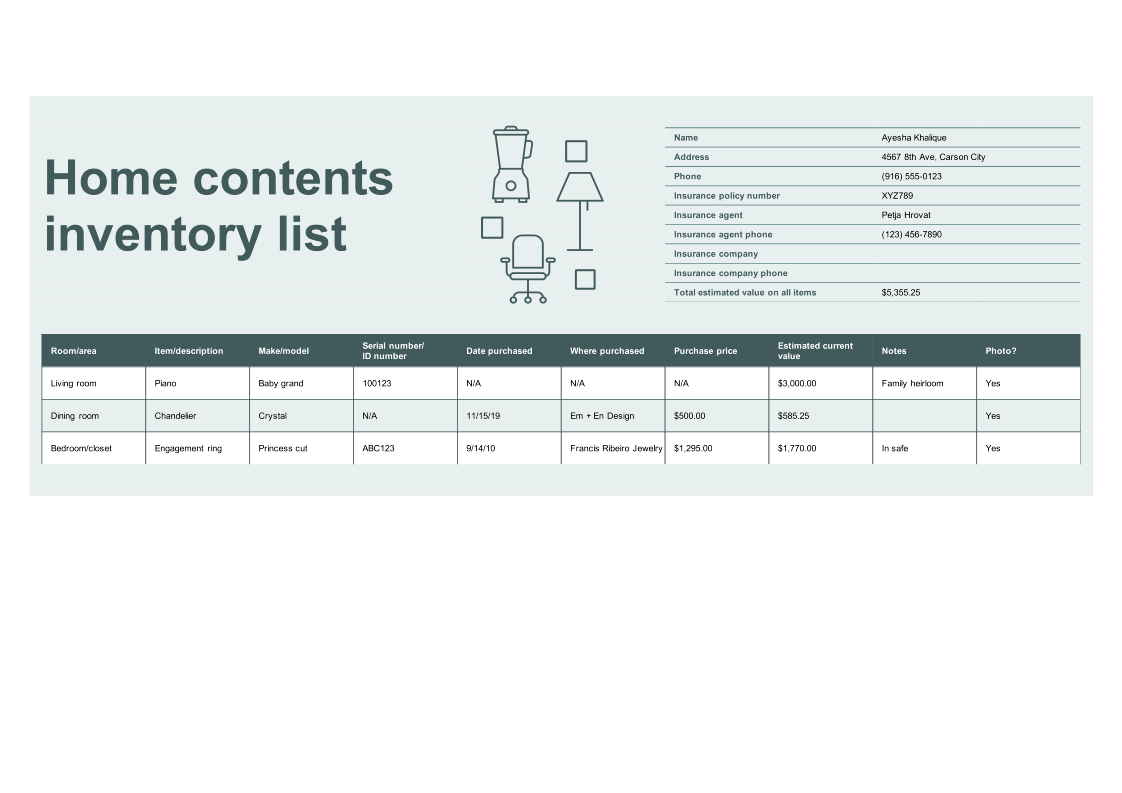 Home contents
inventory list
Name Ayesha Khalique
Address 4567 8th Ave, Carson City
Phone (916) 555-0123
Insurance policy number XYZ789
Insurance agent Petja Hrovat
Insurance agent phone (123) 456-7890
Insurance company
Insurance company phone
Total estimated value on all items $5,355.25
Room/area Item/description Make/model Serial number/ ID number Date purchased Where purchased Purchase price Estimated current value Notes Photo?
Living room Piano Baby grand 100123 N/A N/A N/A $3,000.00 Family heirloom Yes
Dining room Chandelier Crystal N/A 11/15/19 Em + En Design $500.00 $585.25 Yes
Bedroom/closet Engagement ring Princess cut ABC123 9/14/10 Francis Ribeiro Jewelry $1,295.00 $1,770.00 In safe Yes